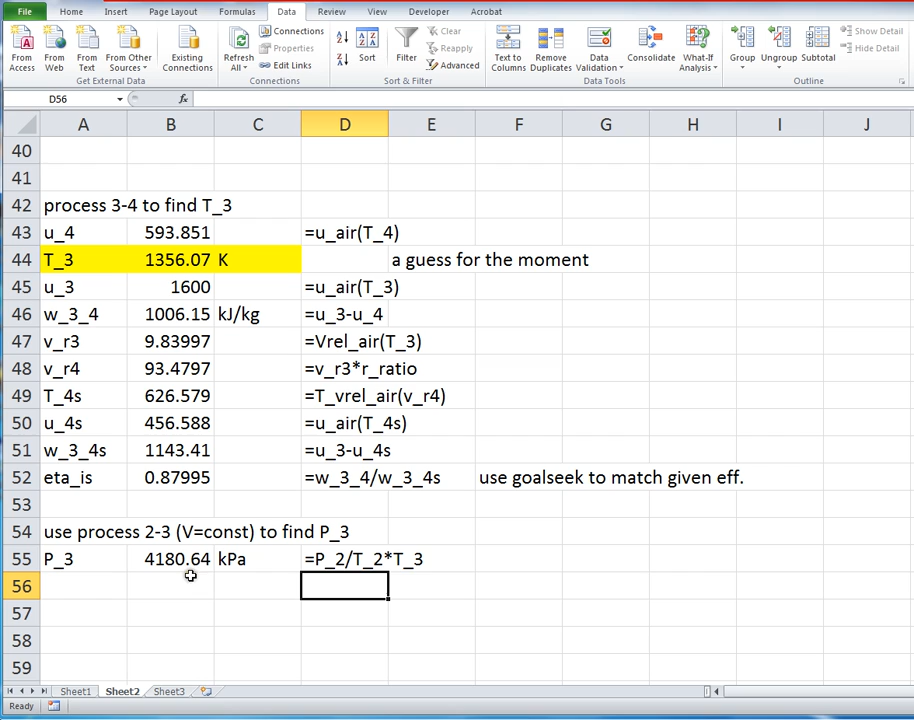 File Home Insert Page Layout Formulas Data Review View Developer Acrobat
From Access From Web From Text From Other Sources Existing Connections Refresh All Connections Properties Edit Links Sort Filter Clear Reapply Advanced Text to Columns Remove Duplicates Data Validation Consolidate What-If Analysis Group Ungroup Subtotal Show Detail Hide Detail
Get External Data Connections Sort & Filter Data Tools Outline
D56 fx
A B C D E F G H I J
40
41
42 process 3-4 to find T_3
43 u_4 593.851 =u_air(T_4)
44 T_3 1356.07 K a guess for the moment
45 u_3 1600 =u_air(T_3)
46 w_3_4 1006.15 kJ/kg =u_3-u_4
47 v_r3 9.83997 =Vrel_air(T_3)
48 v_r4 93.4797 =v_r3*r_ratio
49 T_4s 626.579 =T_vrel_air(v_r4)
50 u_4s 456.588 =u_air(T_4s)
51 w_3_4s 1143.41 =u_3-u_4s
52 eta_is 0.87995 =w_3_4/w_3_4s use goalseek to match given eff.
53
54 use process 2-3 (V=const) to find P_3
55 P_3 4180.64 kPa =P_2/T_2*T_3
56
57
58
59
Sheet1 Sheet2 Sheet3
Ready